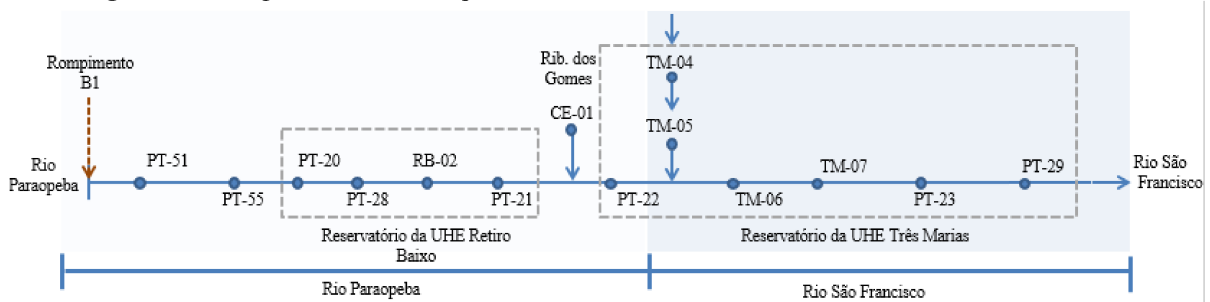 Rompimento
B1
Rib. dos
Gomes
TM-04
CE-01
TM-05
Rio
Paraopeba
PT-51
PT-20
RB-02
TM-07
PT-29
Rio São
Francisco
PT-55
PT-28
PT-21
PT-22
TM-06
PT-23
Reservatório da UHE Retiro
Baixo
Reservatório da UHE Três Marias
Rio Paraopeba
Rio São Francisco